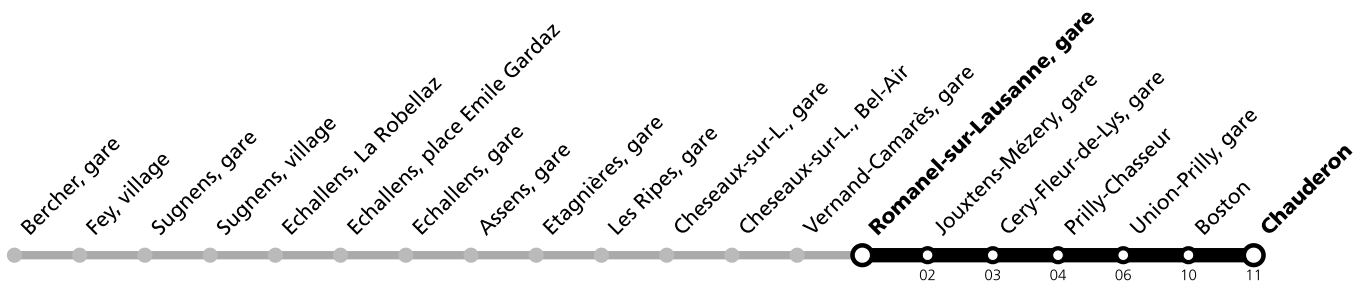 Bercher, gare
Fey, village
Sugnens, gare
Sugnens, village
Echallens, La Robellaz
Echallens, place Emile Gardaz
Echallens, gare
Assens, gare
Etagnières, gare
Les Ripes, gare
Cheseaux-sur-L., gare
Cheseaux-sur-L., Bel-Air
Vernand-Camarès, gare
Romanel-sur-Lausanne, gare
Jouxtens-Mézery, gare
Cery-Fleur-de-Lys, gare
Prilly-Chasseur
Union-Prilly, gare
Boston
Chauderon
02 03 04 06 10 11